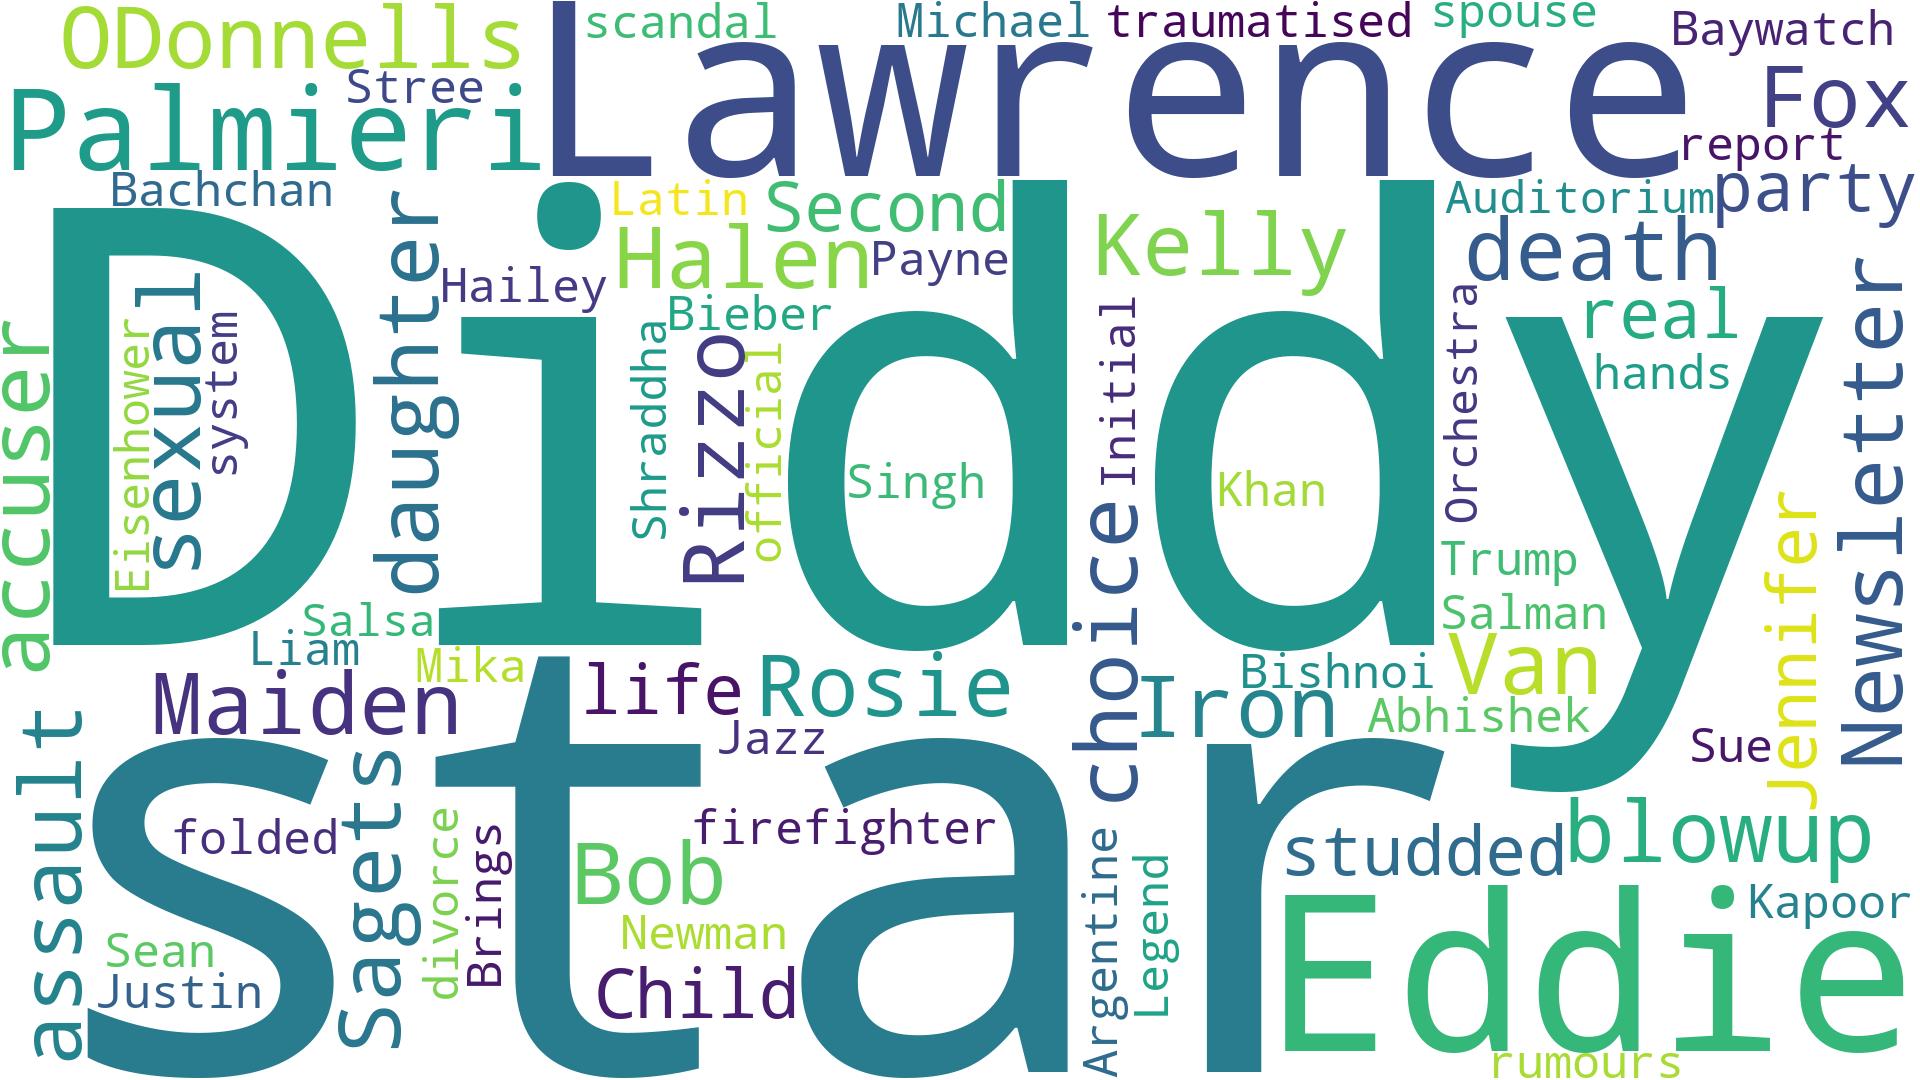 ODonnells
scandal
Michael
traumatised
spouse
Baywatch
Lawrence
Stree
Palmieri
Fox
report
Bachchan
Latin
Second
Auditorium
party
Halen
Payne
Kelly
death
Hailey
daughter
Bieber
real
hands
Newsletter
Diddy
accuser
Eisenhower
sexual
system
Shraddha
Rizzo
official
Singh
Initial
Khan
Orchestra
Trump
Salman
Salsa
Liam
Mika
Maiden
life
Rosie
Jazz
choice
Iron
Bishnoi
Van
Abhishek
Sue
Jennifer
star
assault
folded
Sagets
divorce
Brings
firefighter
Bob
Newman
Child
Argentine
Legend
studded
blowup
Kapoor
Eddie
Sean
Justin
rumours